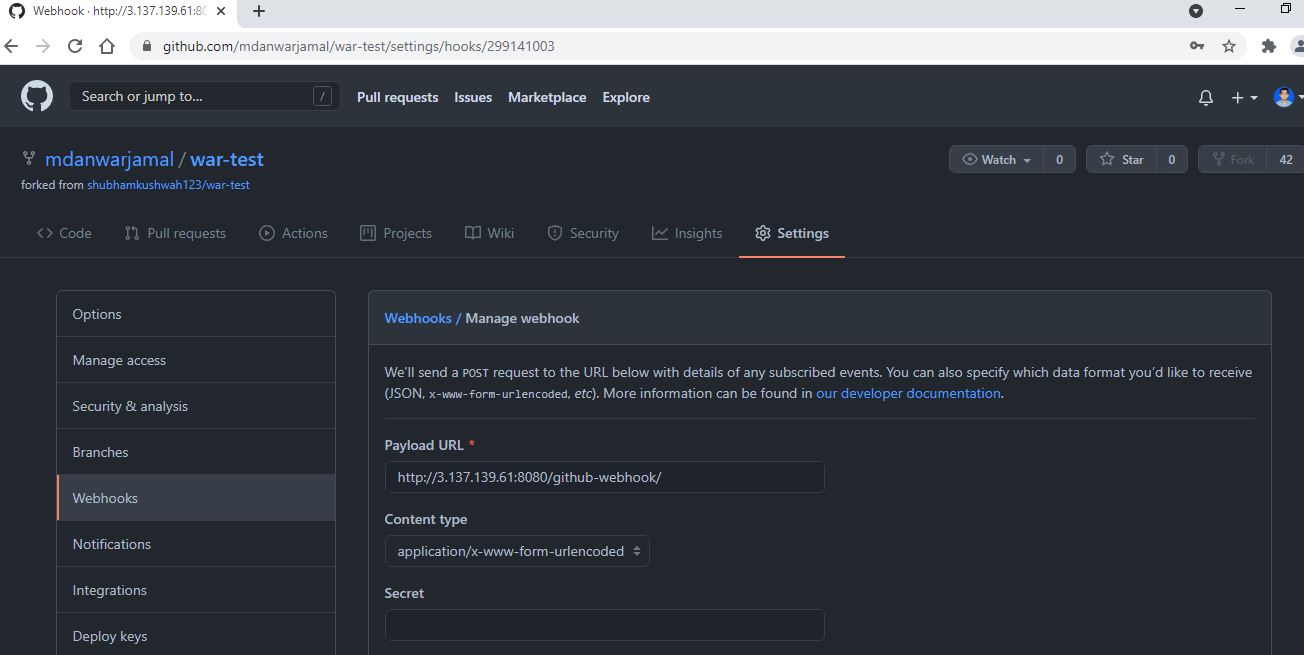 Webhook · http://3.137.139.61:80
github.com/mdanwarjamal/war-test/settings/hooks/299141003
Search or jump to... /
Pull requests Issues Marketplace Explore
mdanwarjamal / war-test
Watch 0 Star 0 Fork 42
forked from shubhamkushwah123/war-test
Code Pull requests Actions Projects Wiki Security Insights Settings
Options
Manage access
Security & analysis
Branches
Webhooks
Notifications
Integrations
Deploy keys
Webhooks / Manage webhook
We’ll send a POST request to the URL below with details of any subscribed events. You can also specify which data format you’d like to receive
(JSON, x-www-form-urlencoded, etc). More information can be found in our developer documentation.
Payload URL *
http://3.137.139.61:8080/github-webhook/
Content type
application/x-www-form-urlencoded
Secret